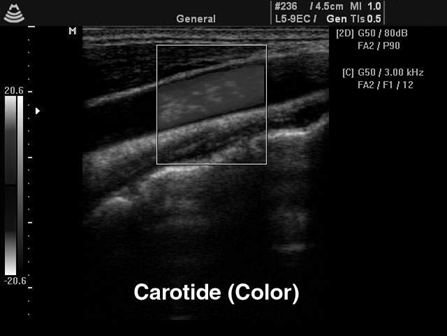 #236 / 4.5cm MI 1.0
General L5-9EC / Gen TIs 0.5
M
[2D] G50 / 80dB
FA2 / P90
[C] G50 / 3.00 kHz
FA2 / F1 / 12
20.6
-20.6
Carotide (Color)